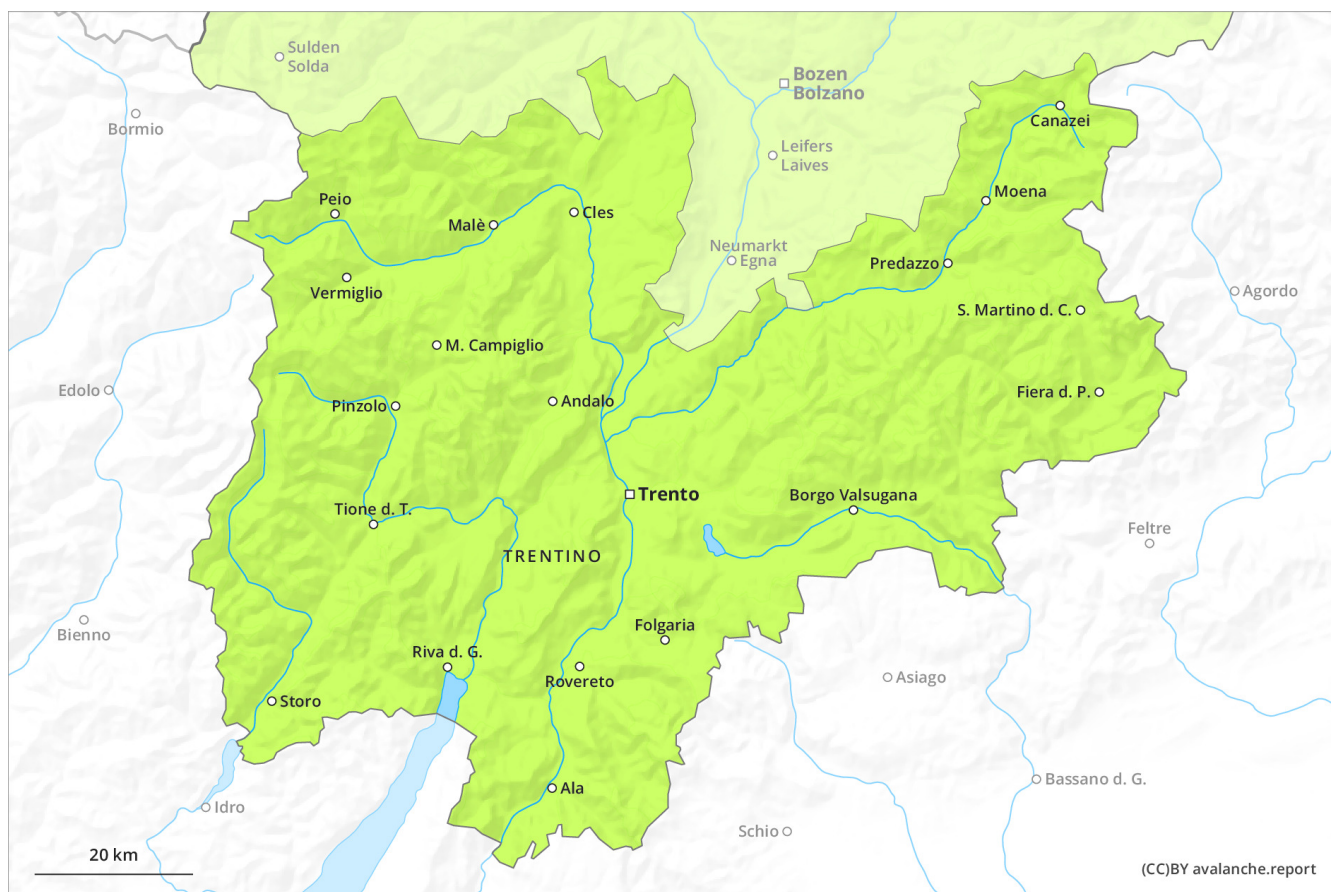 Sulden
Solda
Bozen
Bolzano
Bormio
Canazei
Leifers
Laives
Peio
Malè
Cles
Moena
Neumarkt
Egna
Predazzo
Vermiglio
Agordo
S. Martino d. C.
M. Campiglio
Edolo
Pinzolo
Andalo
Fiera d. P.
Trento
Borgo Valsugana
Tione d. T.
Feltre
TRENTINO
Bienno
Folgaria
Riva d. G.
Rovereto
Asiago
Storo
Bassano d. G.
Ala
Idro
Schio
20 km
(CC)BY avalanche.report